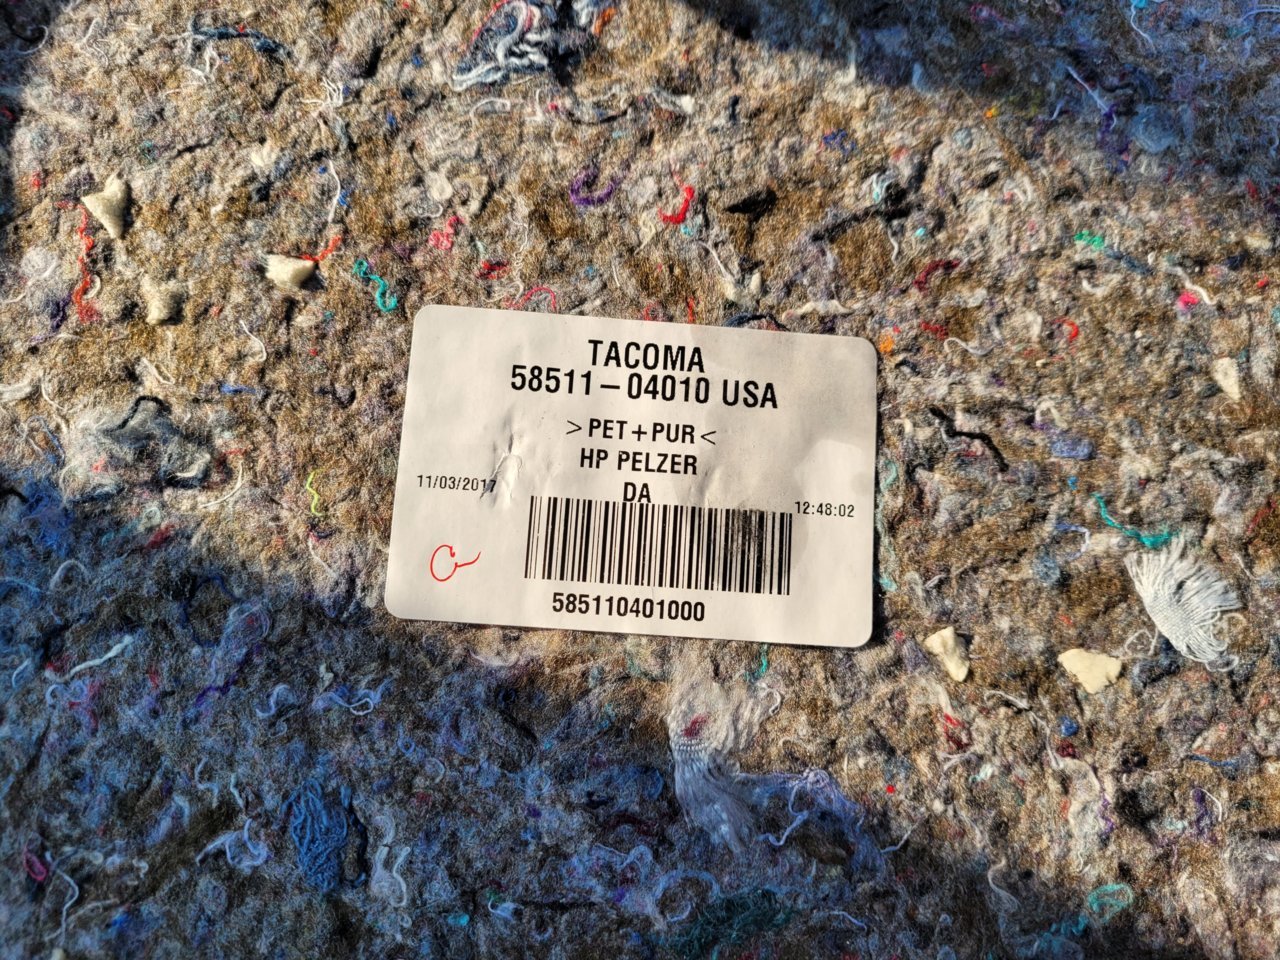 TACOMA
58511-04010 USA
>PET+PUR<
HP PELZER
DA
11/03/2017
12:48:02
585110401000